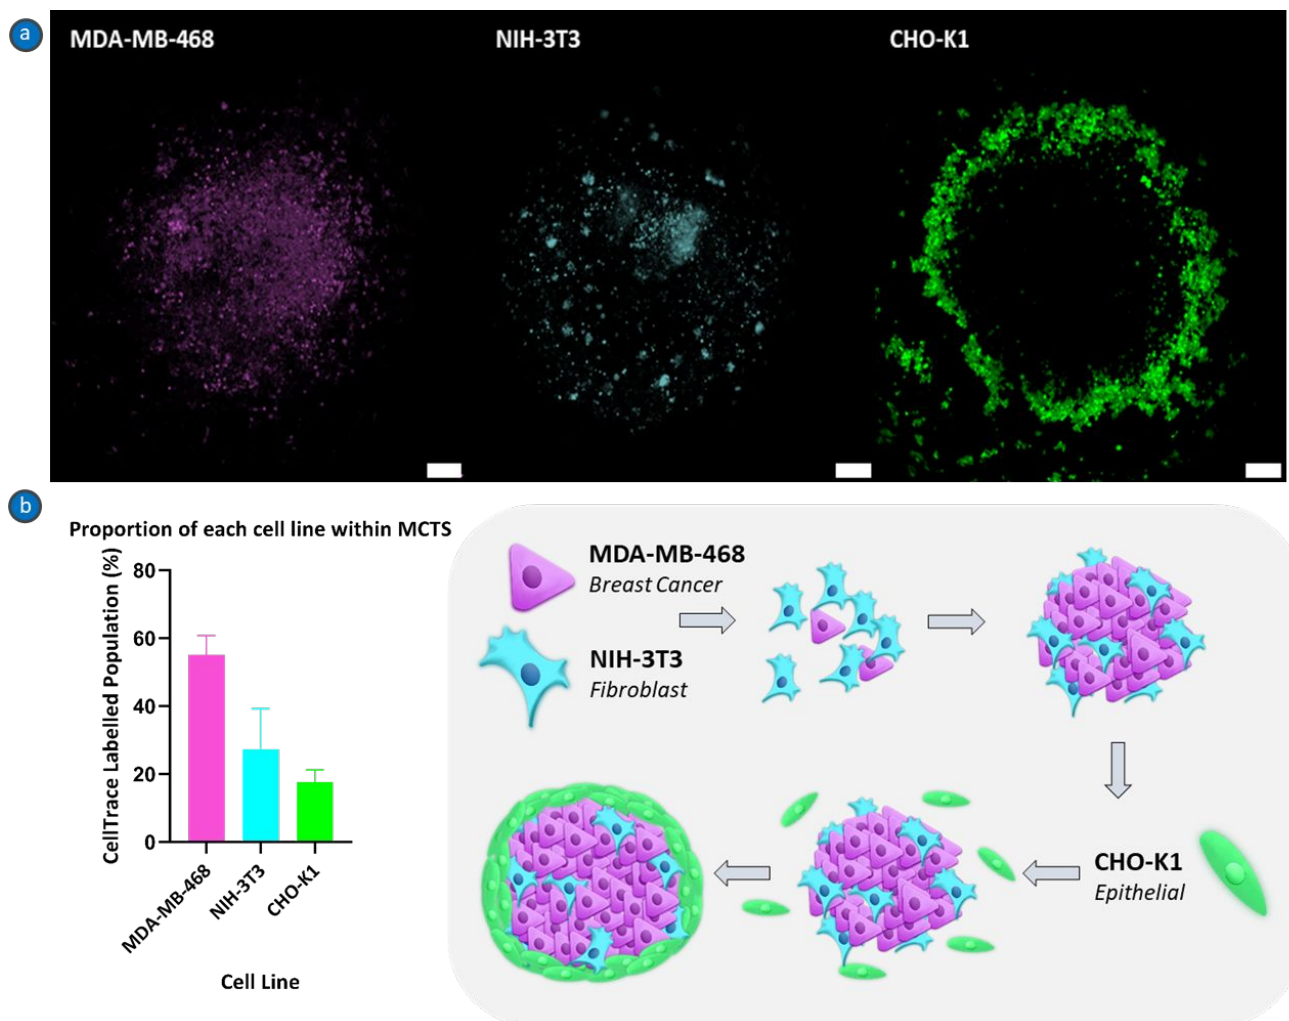 a
MDA-MB-468
NIH-3T3
CHO-K1
b
Proportion of each cell line within MCTS
CellTrace Labelled Population (%)
80
60
40
20
0
MDA-MB-468
NIH-3T3
CHO-K1
Cell Line
MDA-MB-468
Breast Cancer
NIH-3T3
Fibroblast
CHO-K1
Epithelial